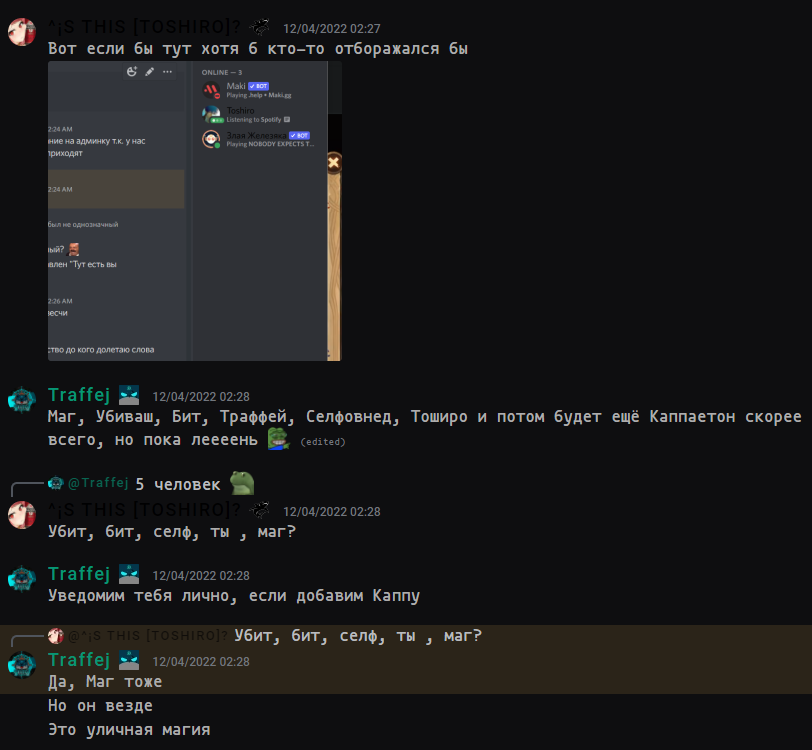 ^¡S THIS [TOSHIRO]? 12/04/2022 02:27
Вот если бы тут хотя б кто-то отборажался бы
ONLINE — 3
Maki ✓ BOT
Playing .help • Maki.gg
Toshiro
Listening to Spotify
Злая Железяка ✓ BOT
Playing NOBODY EXPECTS T...
2:24 AM
ние на админку т.к. у нас
приходят
2:24 AM
был не однозначный
ый?
влен "Тут есть вы
2:26 AM
несчи
ство до кого долетаю слова
Traffej 12/04/2022 02:28
Маг, Убиваш, Бит, Траффей, Селфовнед, Тоширо и потом будет ещё Каппаетон скорее
всего, но пока леееень (edited)
@Traffej 5 человек
^¡S THIS [TOSHIRO]? 12/04/2022 02:28
Убит, бит, селф, ты , маг?
Traffej 12/04/2022 02:28
Уведомим тебя лично, если добавим Каппу
@^¡S THIS [TOSHIRO]? Убит, бит, селф, ты , маг?
Traffej 12/04/2022 02:28
Да, Маг тоже
Но он везде
Это уличная магия